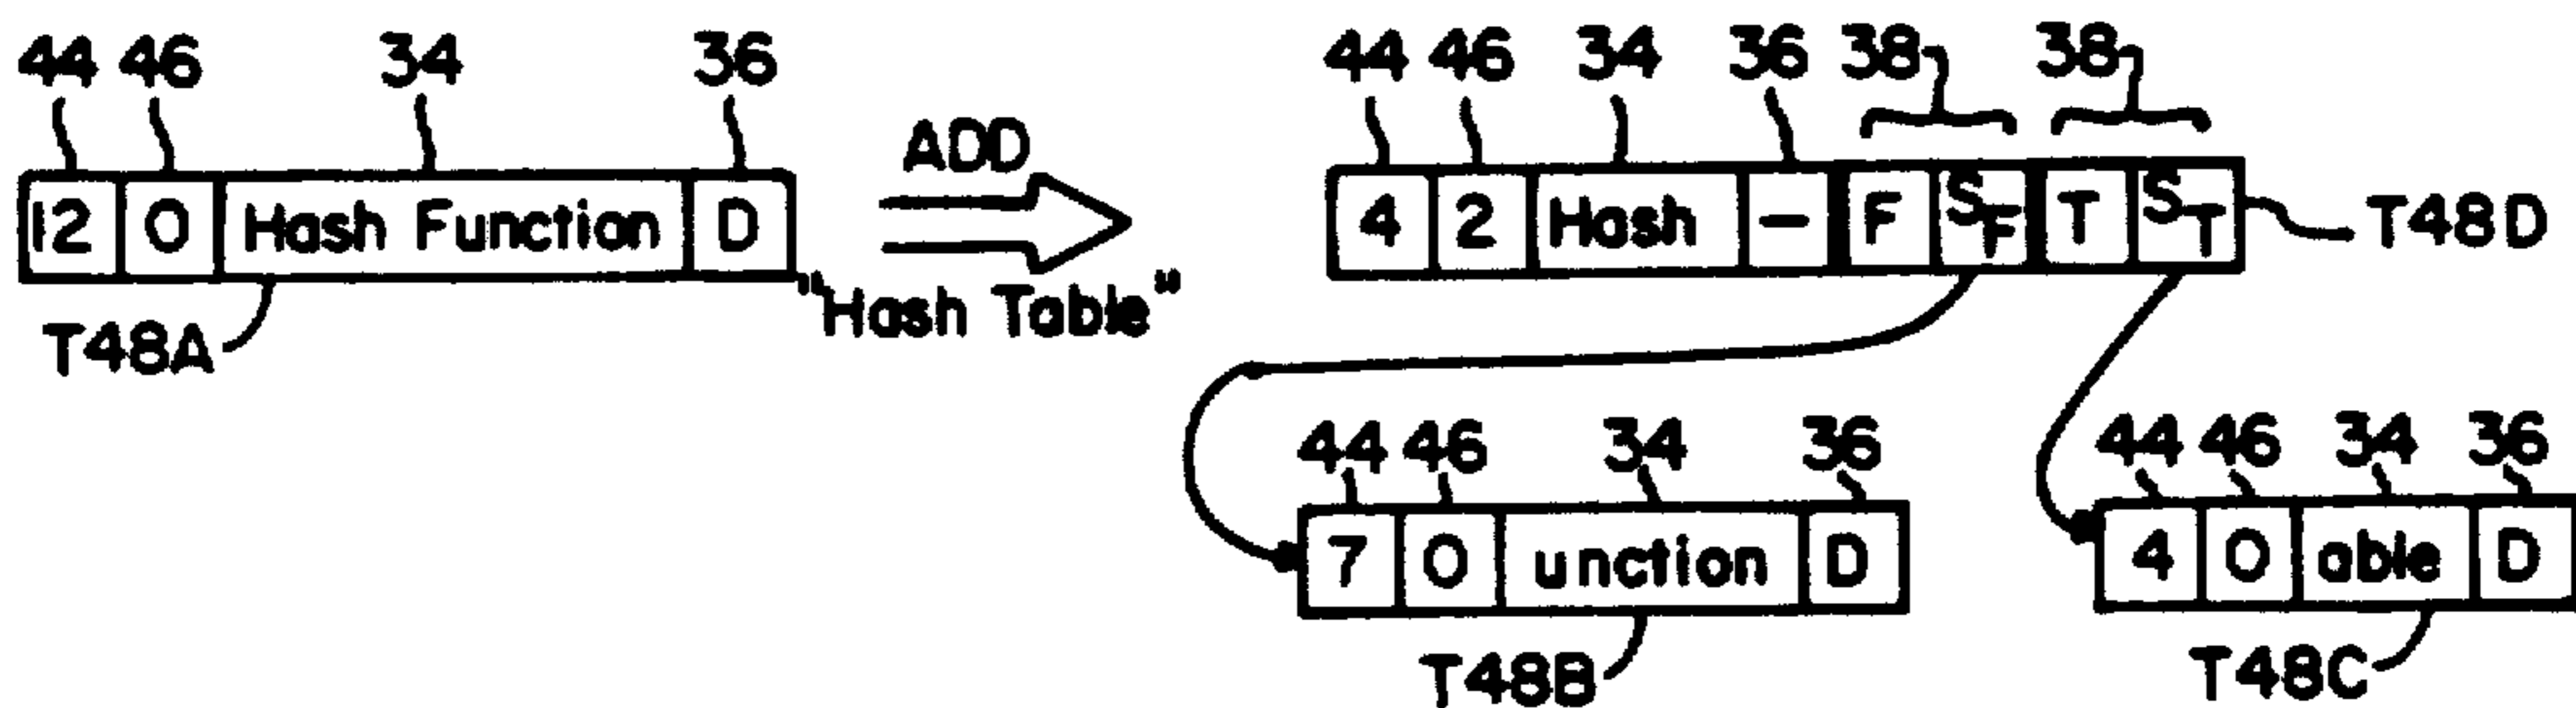 44 46 34 36 44 46 34 36 38 38
ADD
12 0 Hash Function D 4 2 Hash – F SF T ST T48D
"Hash Table"
T48A
44 46 34 36 44 46 34 36
7 0 unction D 4 0 able D
T48B T48C